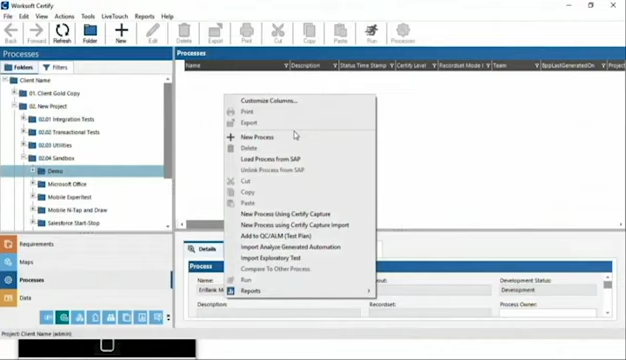 Worksoft Certify
File Edit View Actions Tools LiveTouch Reports Help
Back Forward Refresh Folder New Edit Delete Export Print Cut Copy Paste Run Processes
Processes
Folders Filters
Client Name
01. Client Gold Copy
02. New Project
02.01 Integration Tests
02.02 Transactional Tests
02.03 Utilities
02.04 Sandbox
Demo
Microsoft Office
Mobile Expertest
Mobile N-Tap and Draw
Salesforce Start-Stop
Requirements
Maps
Processes
Data
Project: Client Name (admin)
Processes
Name Description Status Time Stamp Certify Level Recordset Mode Team BppLastGeneratedOn Project
Customize Columns...
Print
Export
New Process
Delete
Load Process from SAP
Unlink Process from SAP
Cut
Copy
Paste
New Process Using Certify Capture
New Process using Certify Capture Import
Add to QC/ALM (Test Plan)
Import Analyze Generated Automation
Import Exploratory Test
Compare To Other Process
Run
Reports
Details
Process
Name:
EriBank M
Description:
Recordset:
Development Status:
Development
Process Owner: